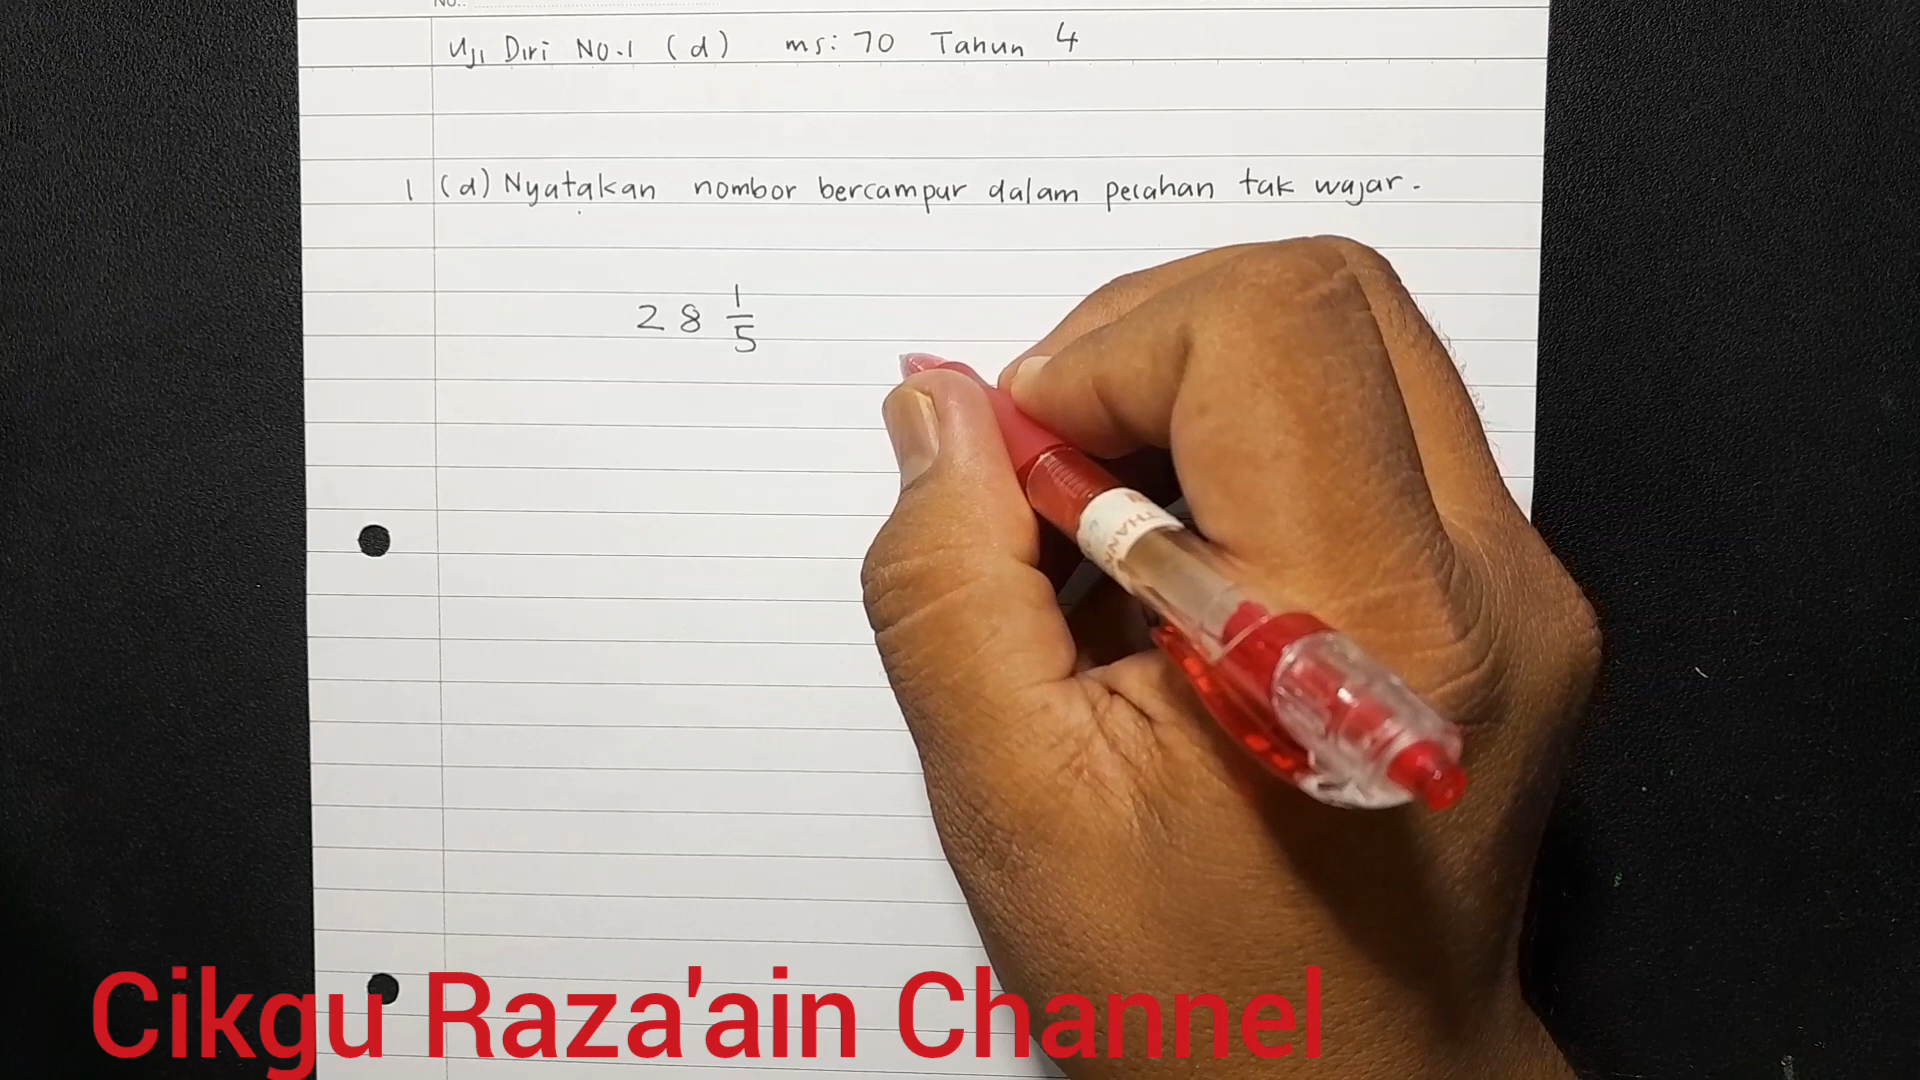 No.:
Uji Diri No.1 (d) ms: 70 Tahun 4
1 (d) Nyatakan nombor bercampur dalam pecahan tak wajar.
28 1/5
Cikgu Raza'ain Channel